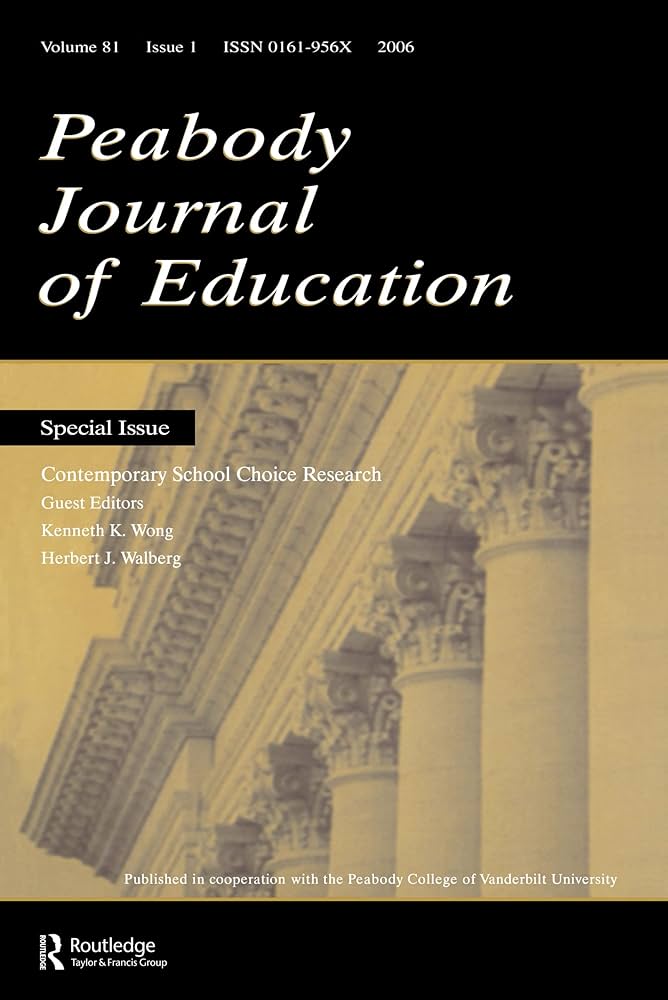 Volume 81 Issue 1 ISSN 0161-956X 2006
Peabody
Journal
of Education
Special Issue
Contemporary School Choice Research
Guest Editors
Kenneth K. Wong
Herbert J. Walberg
Published in cooperation with the Peabody College of Vanderbilt University
ROUTLEDGE
Routledge
Taylor & Francis Group